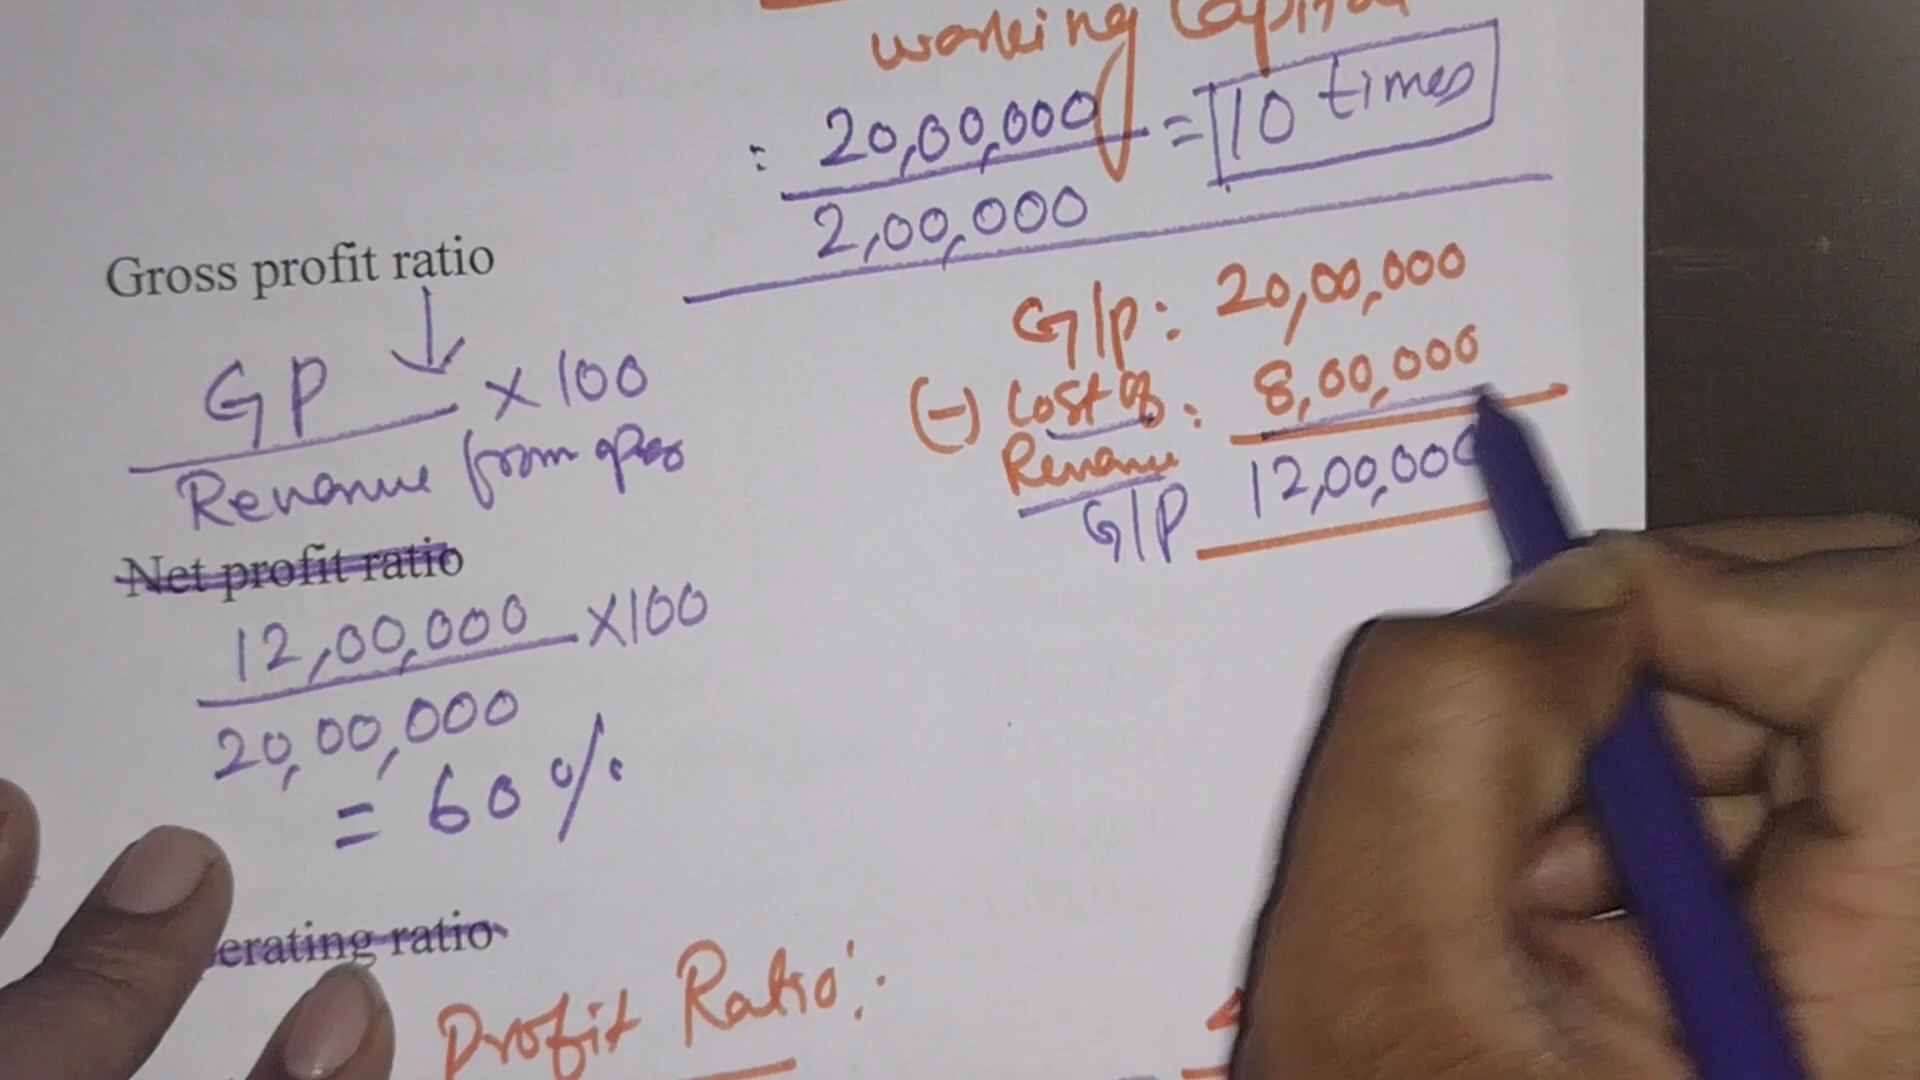 working Capital
: 20,00,000 = 10 times
2,00,000
Gross profit ratio
GP × 100
Revenue from
G/P : 20,00,000
(-) Cost of : 8,00,000
Revenue
G/P 12,00,000
Net profit ratio
12,00,000 ×100
20,00,000
= 60 %
erating ratio
Profit Ratio: